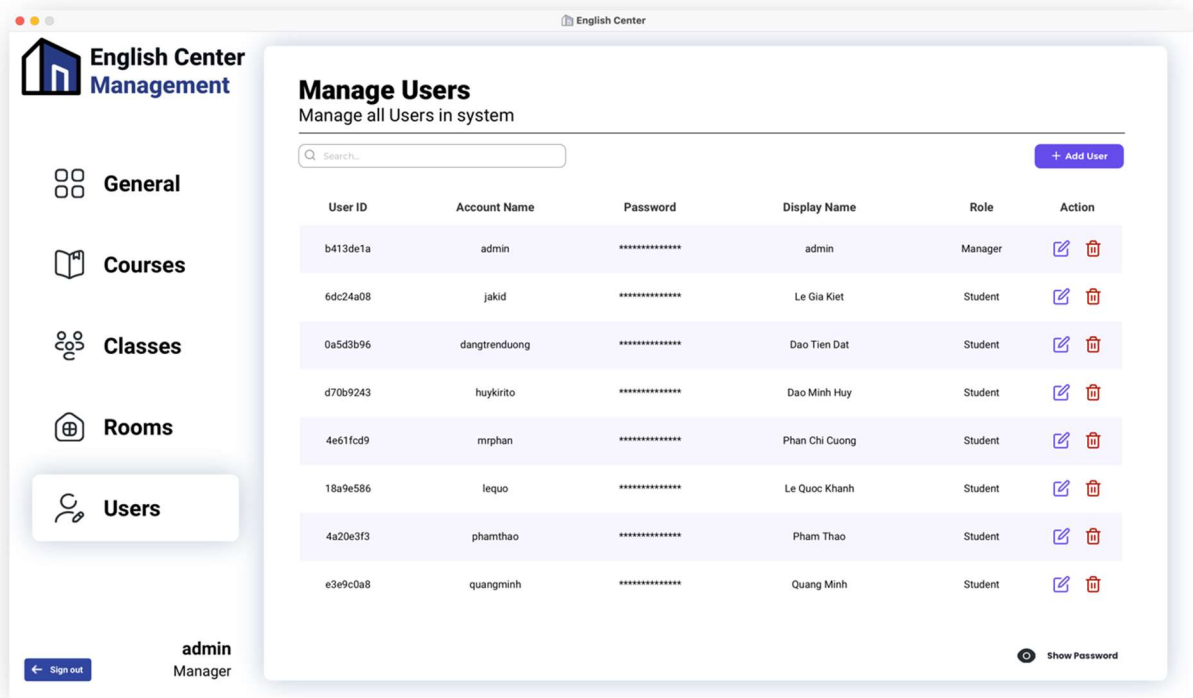 English Center
English Center
Management
General
Courses
Classes
Rooms
Users
admin
Manager
Sign out
Manage Users
Manage all Users in system
Search...
+ Add User
User ID Account Name Password Display Name Role Action
b413de1a admin ************** admin Manager
6dc24a08 jakid ************** Le Gia Kiet Student
0a5d3b96 dangtrenduong ************** Dao Tien Dat Student
d70b9243 huykirito ************** Dao Minh Huy Student
4e61fcd9 mrphan ************** Phan Chi Cuong Student
18a9e586 lequo ************** Le Quoc Khanh Student
4a20e3f3 phamthao ************** Pham Thao Student
e3e9c0a8 quangminh ************** Quang Minh Student
Show Password